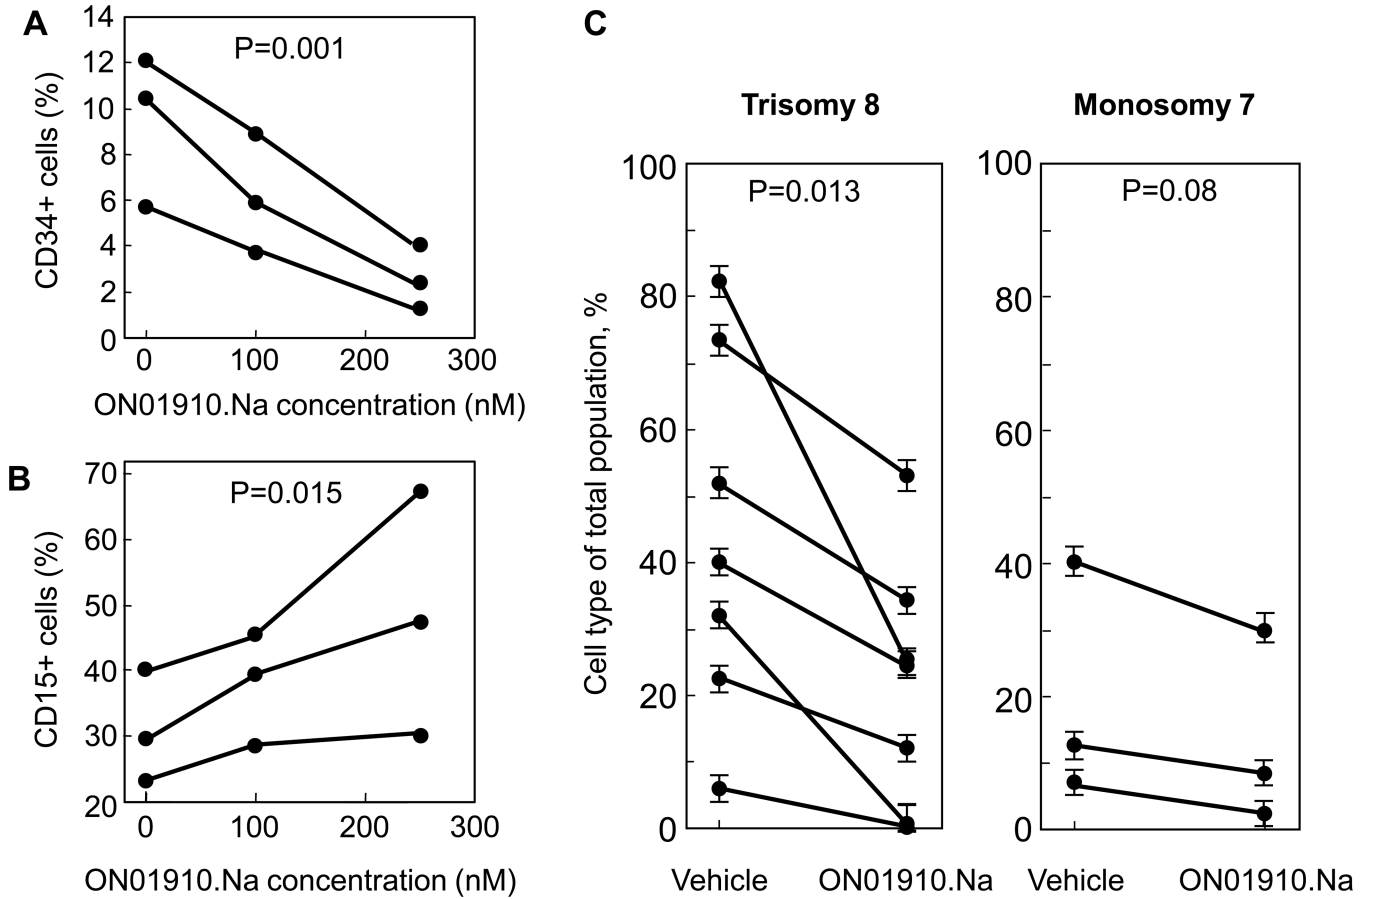 A
P=0.001
CD34+ cells (%)
14
12
10
8
6
4
2
0
0 100 200 300
ON01910.Na concentration (nM)
B
P=0.015
CD15+ cells (%)
70
60
50
40
30
20
0 100 200 300
ON01910.Na concentration (nM)
C
Trisomy 8
P=0.013
Cell type of total population, %
100
80
60
40
20
0
Vehicle ON01910.Na
Monosomy 7
P=0.08
100
80
60
40
20
0
Vehicle ON01910.Na